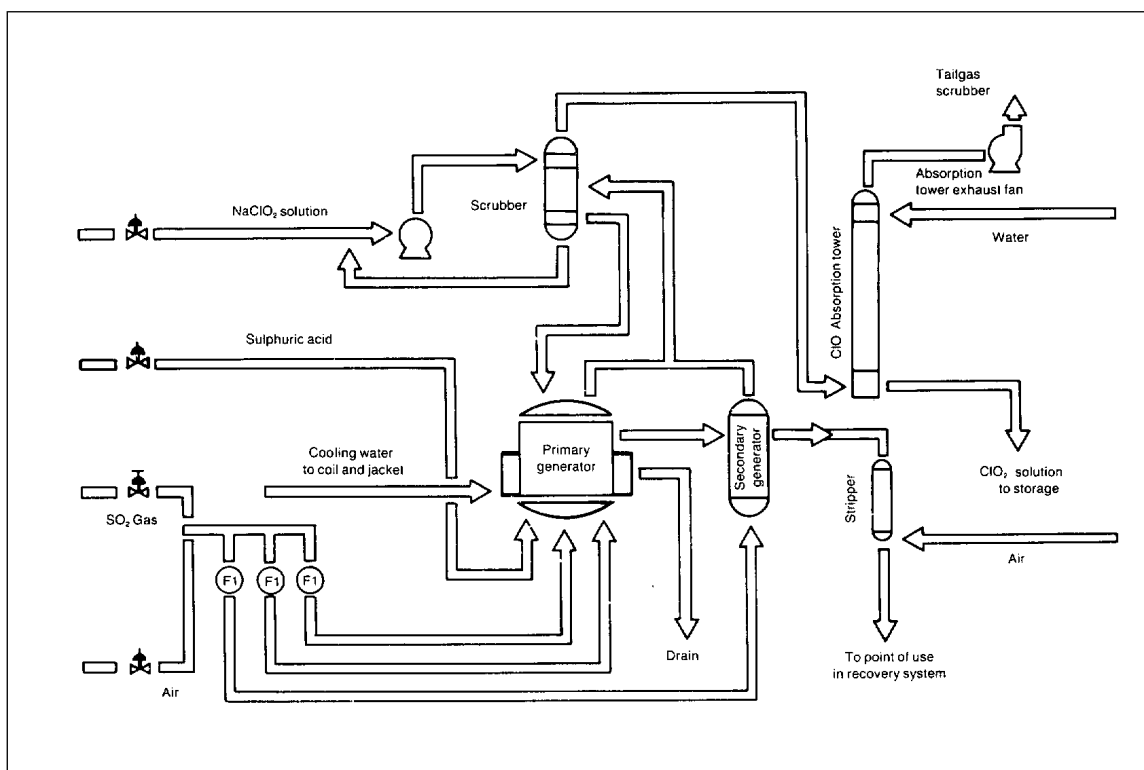 Tailgas
scrubber
Absorption
tower exhaust fan
Scrubber
NaClO₂ solution
Water
ClO Absorption tower
Sulphuric acid
Primary
generator
Secondary
generator
Cooling water
to coil and jacket
ClO₂ solution
to storage
SO₂ Gas
Stripper
Air
F1
F1
F1
Drain
To point of use
in recovery system
Air